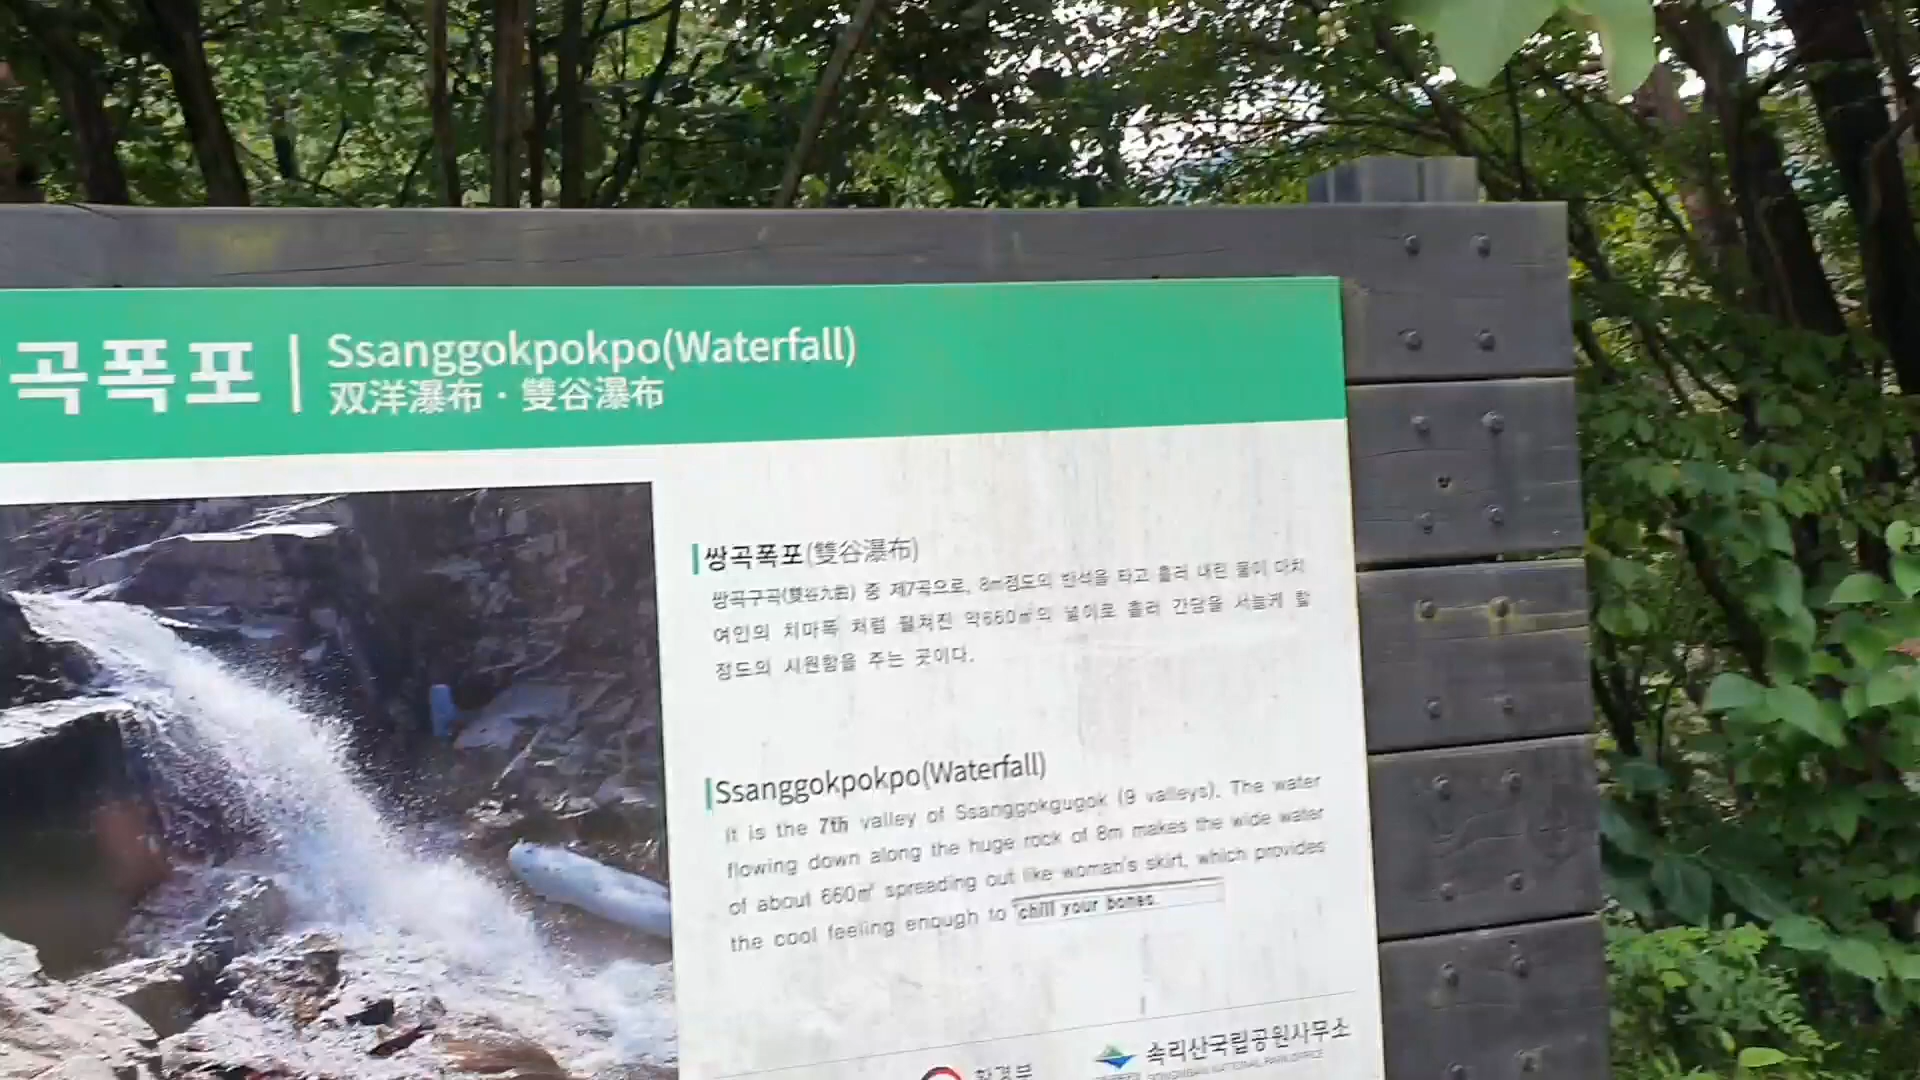 곡폭포
Ssanggokpokpo(Waterfall)
双洋瀑布 · 雙谷瀑布
쌍곡폭포(雙谷瀑布)
쌍곡구곡(雙谷九曲) 중 제7곡으로, 8m정도의 반석을 타고 흘러 내린 물이 마치
여인의 치마폭 처럼 펼쳐진 약660㎡의 넓이로 흘러 간담을 서늘케 할
정도의 시원함을 주는 곳이다.
Ssanggokpokpo(Waterfall)
It is the 7th valley of Ssanggokgugok (9 valleys). The water
flowing down along the huge rock of 8m makes the wide water
of about 660㎡ spreading out like woman's skirt, which provides
the cool feeling enough to chill your bones.
환경부
속리산국립공원사무소
SONGNISAN NATIONAL PARK OFFICE